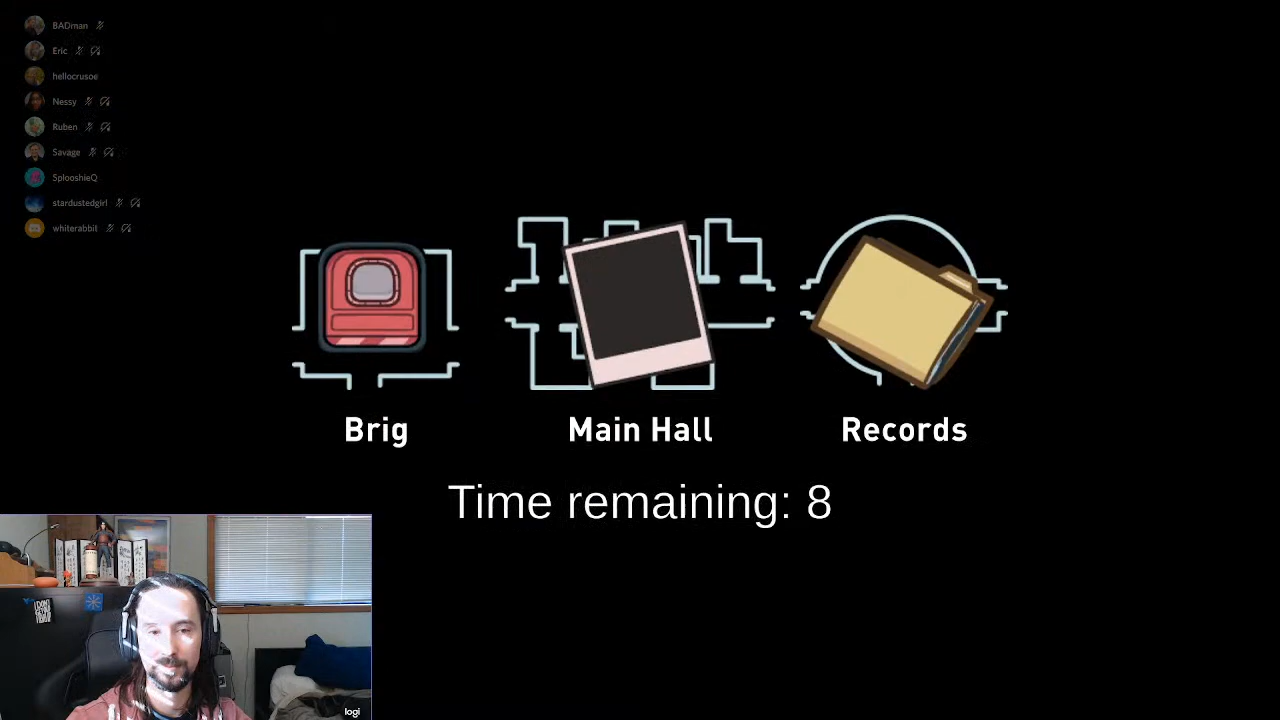 BADman
Eric
hellocrusoe
Nessy
Ruben
Savage
SplooshieQ
stardustedgirl
whiterabbit
Brig
Main Hall
Records
Time remaining: 8
logi